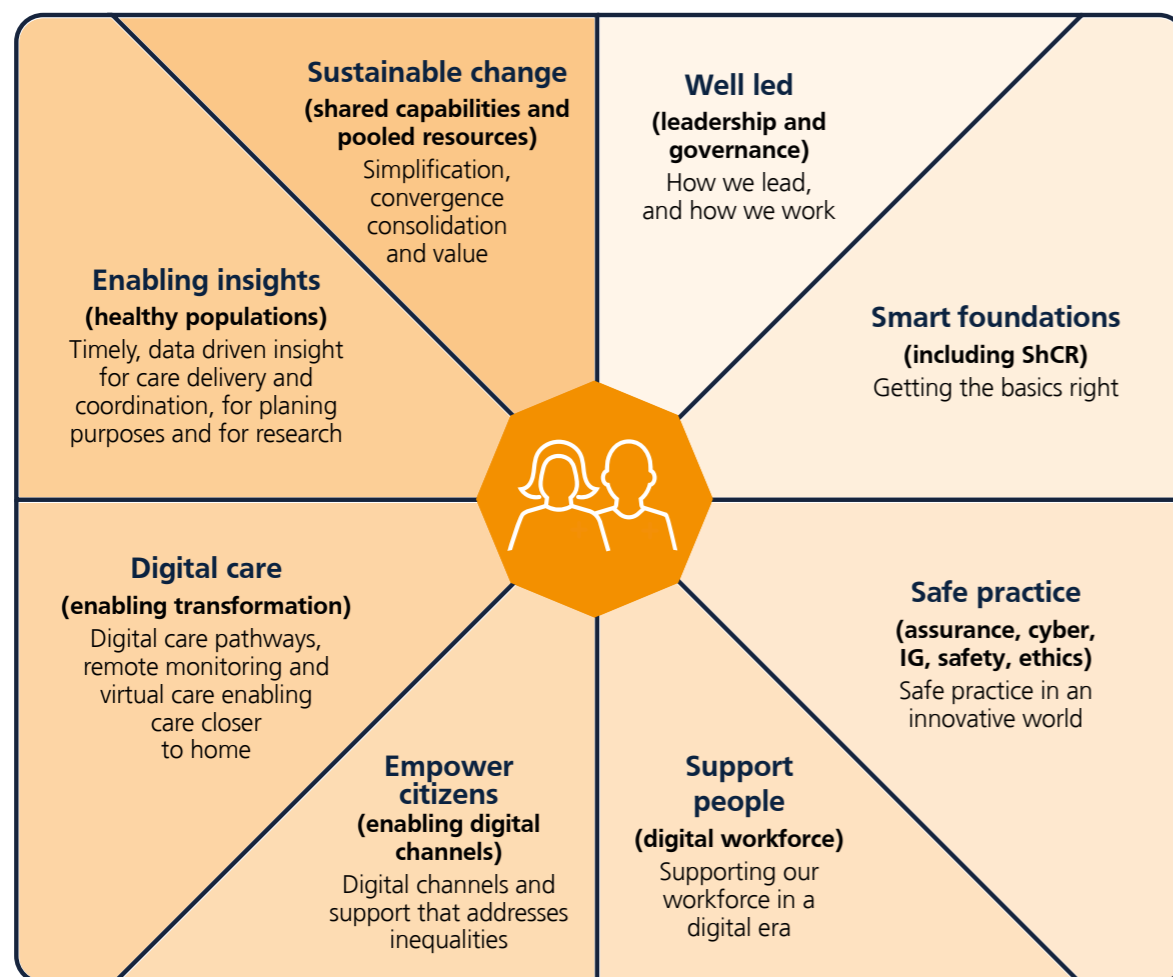 Sustainable change
(shared capabilities and
pooled resources)
Simplification,
convergence
consolidation
and value
Well led
(leadership and
governance)
How we lead,
and how we work
Enabling insights
(healthy populations)
Timely, data driven insight
for care delivery and
coordination, for planing
purposes and for research
Smart foundations
(including ShCR)
Getting the basics right
Digital care
(enabling transformation)
Digital care pathways,
remote monitoring and
virtual care enabling
care closer
to home
Safe practice
(assurance, cyber,
IG, safety, ethics)
Safe practice in an
innovative world
Empower
citizens
(enabling digital
channels)
Digital channels and
support that addresses
inequalities
Support
people
(digital workforce)
Supporting our
workforce in a
digital era